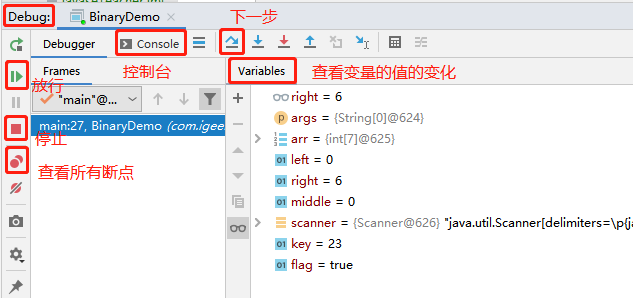 Debug:
BinaryDemo
下一步
Debugger
Console
Frames
控制台
Variables
查看变量的值的变化
放行
"main"@...
right = 6
main:27, BinaryDemo (com.igee
args = {String[0]@624}
停止
arr = {int[7]@625}
查看所有断点
left = 0
right = 6
middle = 0
scanner = {Scanner@626} "java.util.Scanner[delimiters=\p{ja
key = 23
flag = true